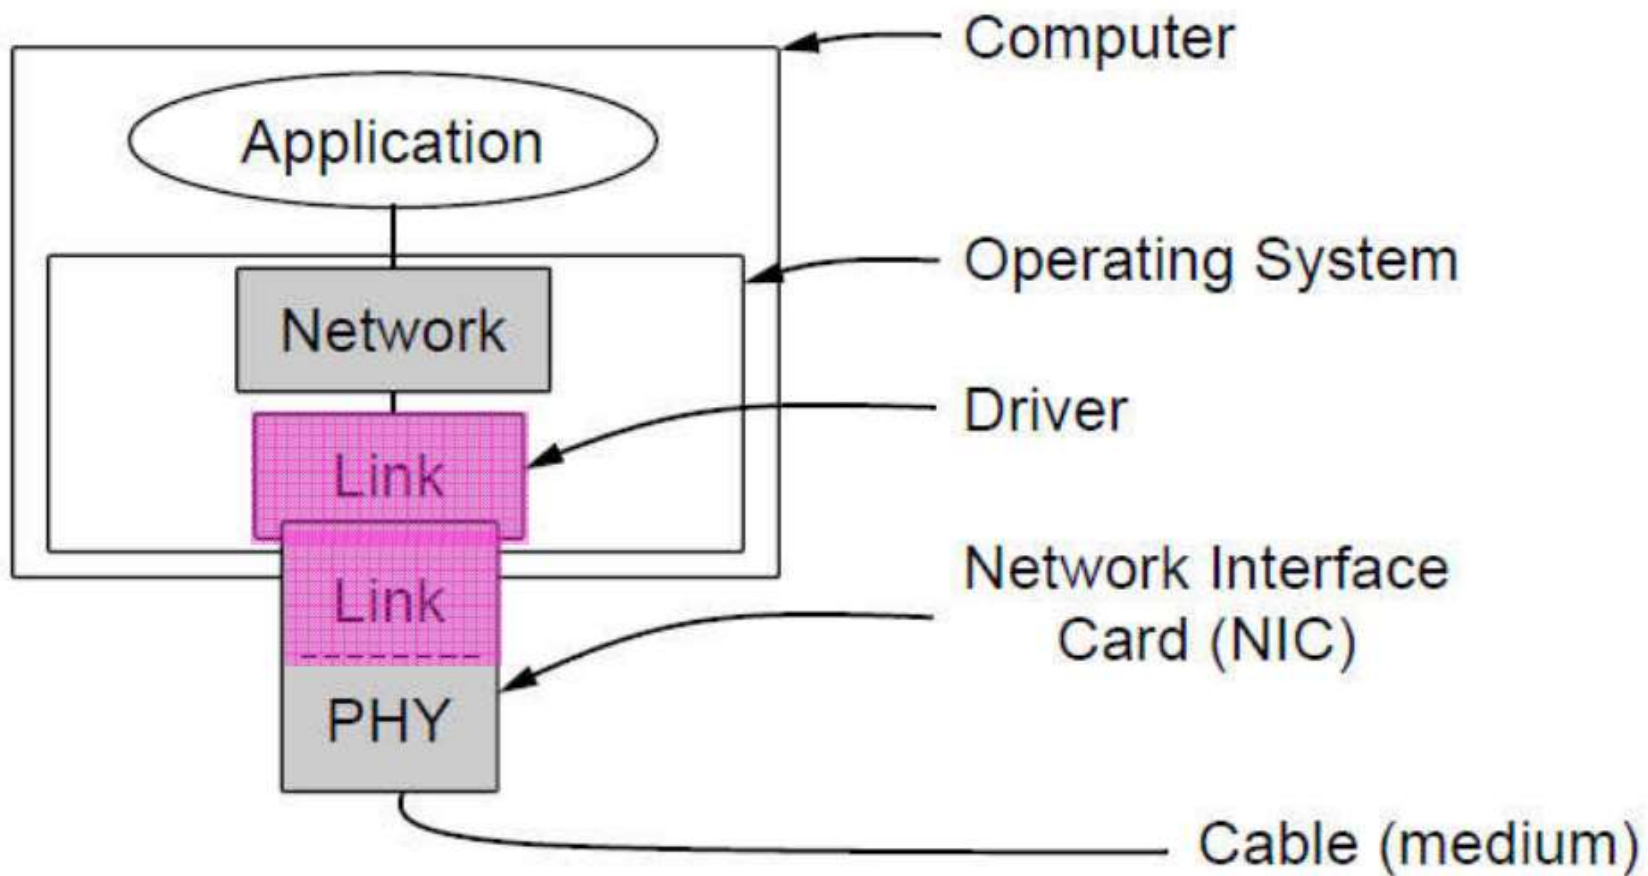 Computer
Application
Operating System
Network
Driver
Link
Network Interface
Card (NIC)
Link
PHY
Cable (medium)